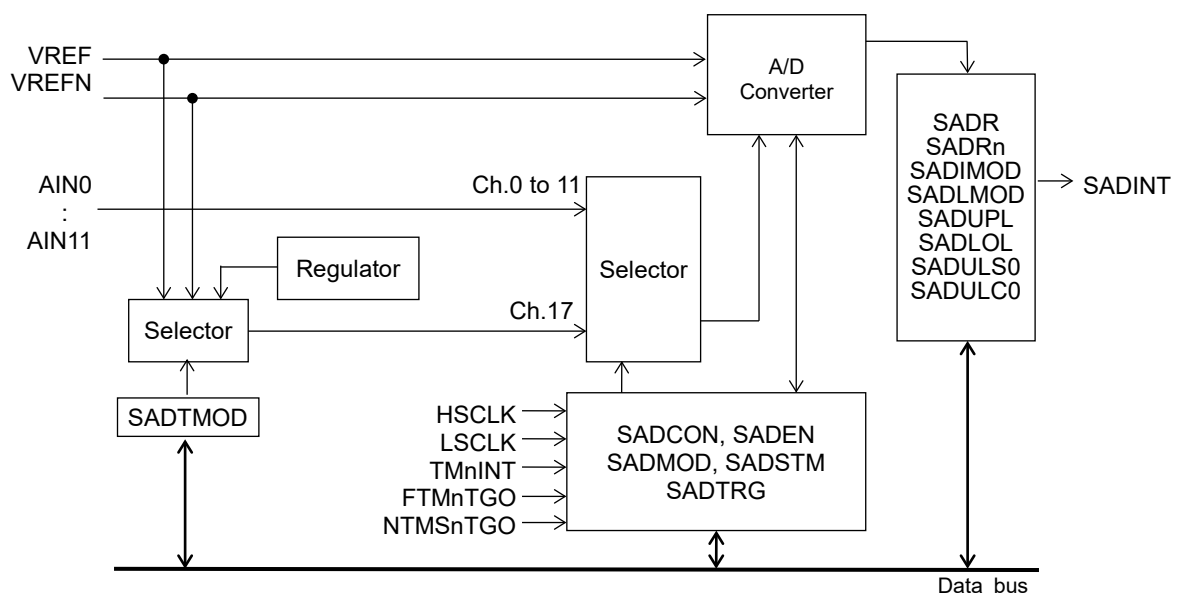 VREF
VREFN
A/D
Converter
SADR
SADRn
SADIMOD
SADLMOD
SADUPL
SADLOL
SADULS0
SADULC0
SADINT
AIN0
:
AIN11
Ch.0 to 11
Regulator
Selector
Ch.17
Selector
SADTMOD
HSCLK
LSCLK
TMnINT
FTMnTGO
NTMSnTGO
SADCON, SADEN
SADMOD, SADSTM
SADTRG
Data bus